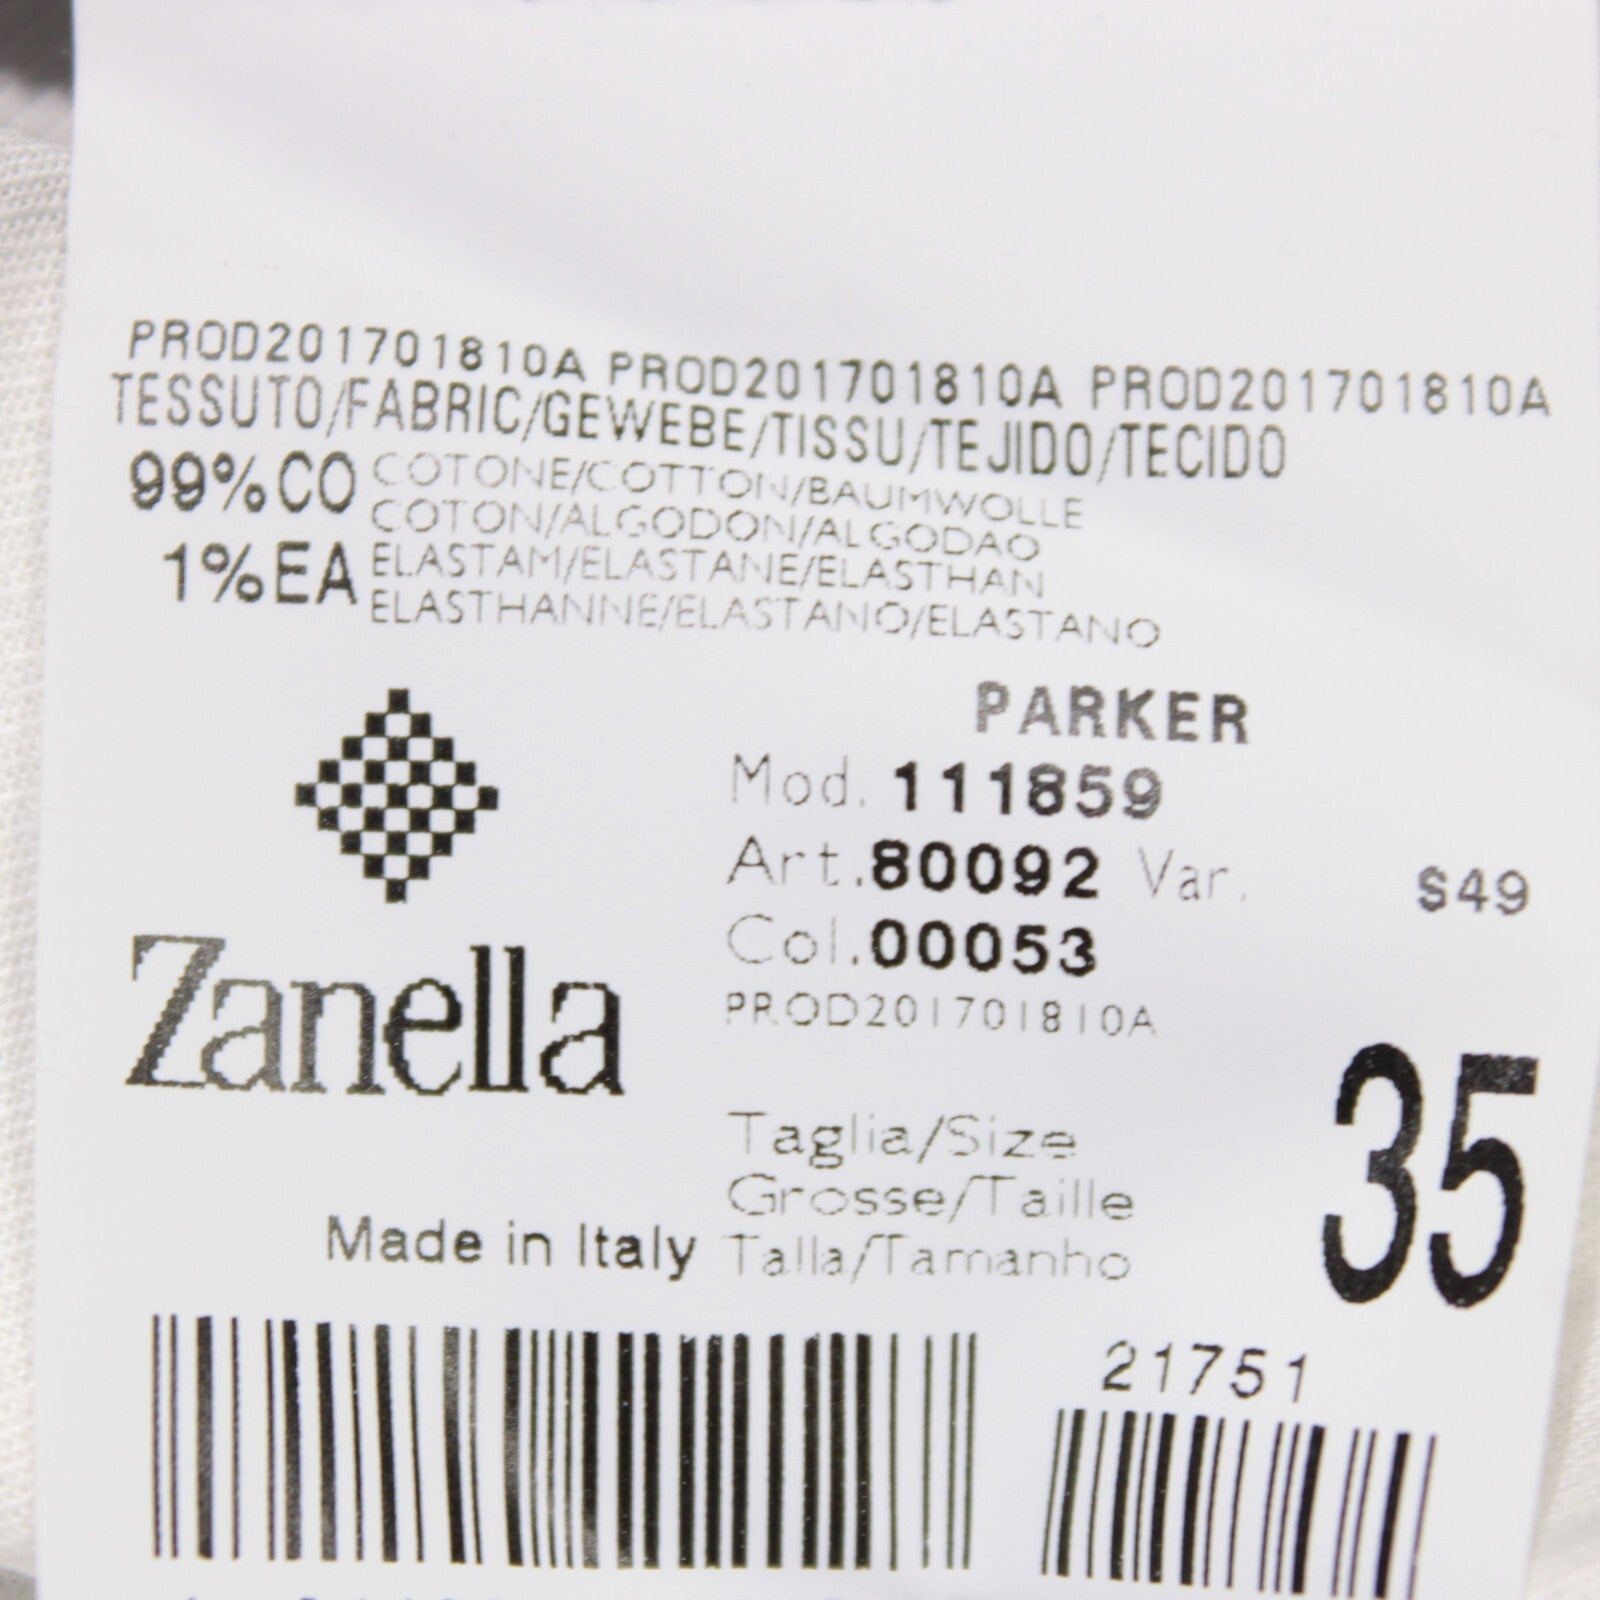 PROD201701810A PROD201701810A PROD201701810A
TESSUTO/FABRIC/GEWEBE/TISSU/TEJIDO/TECIDO
99%CO COTONE/COTTON/BAUMWOLLE
COTON/ALGODON/ALGODAO
1%EA ELASTAM/ELASTANE/ELASTHAN
ELASTHANNE/ELASTANO/ELASTANO
PARKER
Mod. 111859
Art.80092 Var. S49
Col.00053
PROD201701810A
Zanella
35
Taglia/Size
Grosse/Taille
Made in Italy Talla/Tamanho
21751